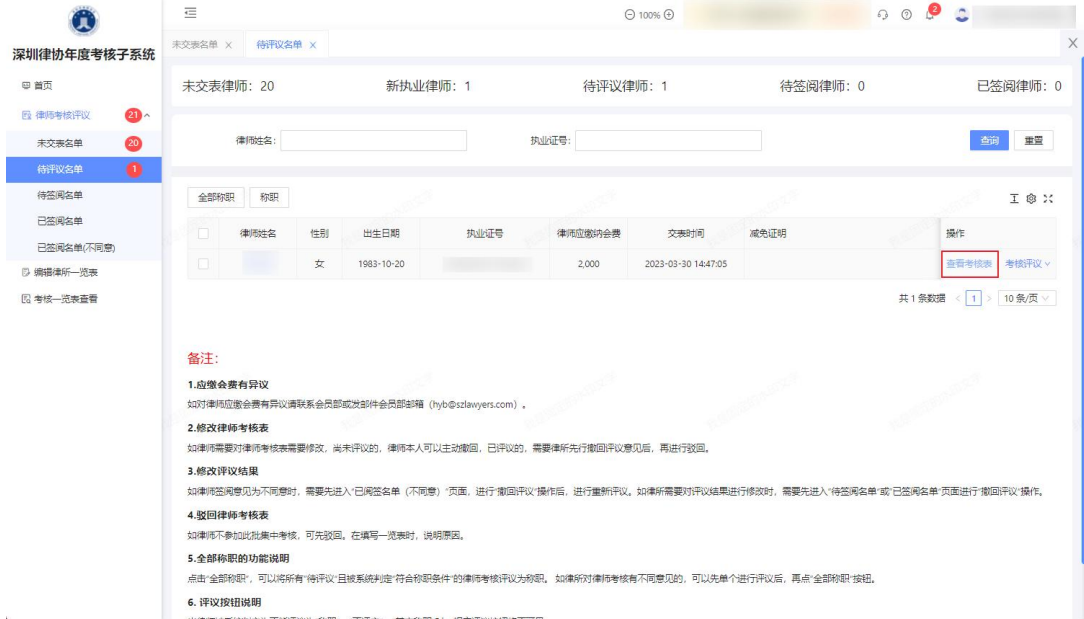 深圳律协年度考核子系统
首页
律师考核评议 21
未交表名单 20
待评议名单 1
待签阅名单
已签阅名单
已签阅名单(不同意)
编辑律所一览表
考核一览表查看
100%
2
未交表名单 X 待评议名单 X
X
未交表律师：20 新执业律师：1 待评议律师：1 待签阅律师：0 已签阅律师：0
律师姓名： 执业证号： 查询 重置
全部称职 称职
律师姓名 性别 出生日期 执业证号 律师应缴纳会费 交表时间 减免证明 操作
女 1983-10-20 2,000 2023-03-30 14:47:05 查看考核表 考核评议
共 1 条数据 < 1 > 10 条/页
备注：
1.应缴会费有异议
如对律师应缴会费有异议请联系会员部或发邮件会员部邮箱（hyb@szlawyers.com）。
2.修改律师考核表
如律师需要对律师考核表需要修改，尚未评议的，律师本人可以主动撤回，已评议的，需要律所先行撤回评议意见后，再进行驳回。
3.修改评议结果
如律师签阅意见为不同意时，需要先进入“已阅签名单（不同意）”页面，进行“撤回评议”操作后，进行重新评议。如律所需要对评议结果进行修改时，需要先进入“待签阅名单”或“已签阅名单”页面进行“撤回评议”操作。
4.驳回律师考核表
如律师不参加此批集中考核，可先驳回。在填写一览表时，说明原因。
5.全部称职的功能说明
点击“全部称职”，可以将所有“待评议”且被系统判定“符合称职条件”的律师考核评议为称职。 如律所对律师考核有不同意见的，可以先单个进行评议后，再点“全部称职”按钮。
6. 评议按钮说明